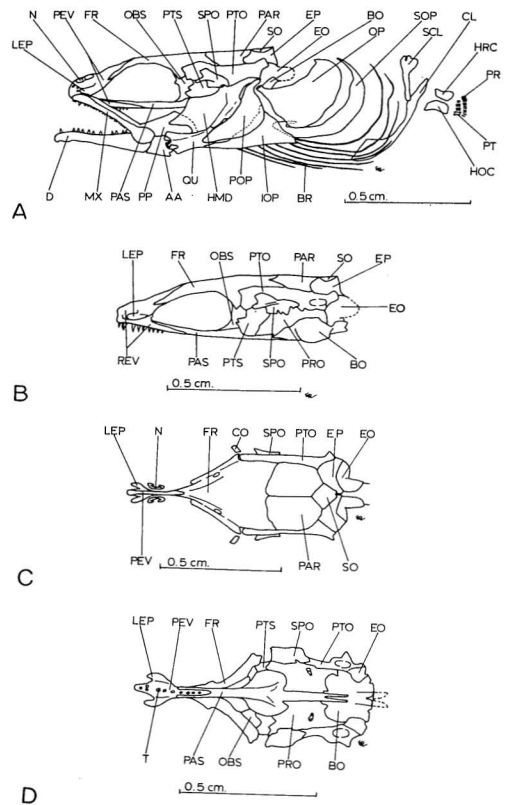 N PEV FR OBS PTS SPO PTO PAR EP BO SOP CL
LEP SO EO OP SCL HRC
PR
PT
D MX PAS PP AA QU HMD POP IOP BR HOC
0.5 cm.
A
LEP FR OBS PTO PAR SO EP
EO
REV PAS PTS SPO PRO BO
0.5 cm.
B
LEP N FR CO SPO PTO EP EO
PEV PAR SO
0.5 cm.
C
LEP PEV FR PTS SPO PTO EO
T PAS OBS PRO BO
0.5 cm.
D